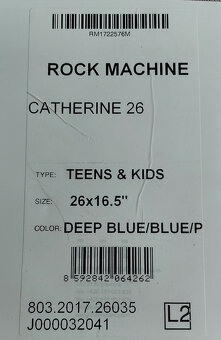 RM1722576M
ROCK MACHINE
CATHERINE 26
TYPE: TEENS & KIDS
SIZE: 26x16.5"
COLOR: DEEP BLUE/BLUE/P
8 592842 064262
803.2017.26035
J000032041
L2